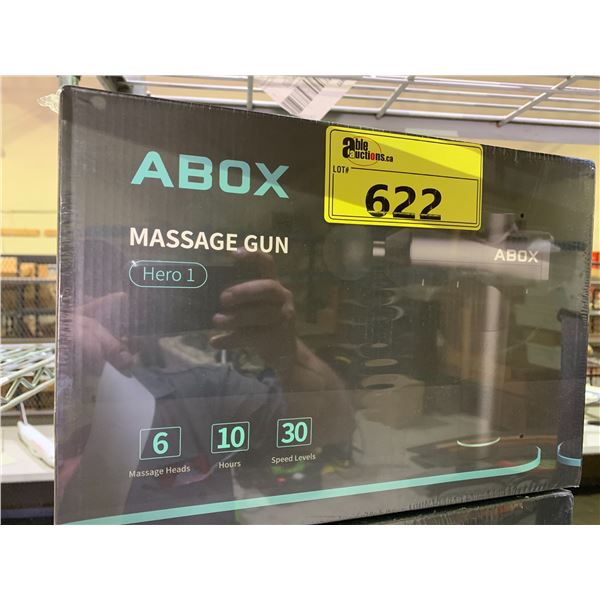 able
auctions.ca
LOT#
622
ABOX
MASSAGE GUN
Hero 1
ABOX
6
Massage Heads
10
Hours
30
Speed Levels